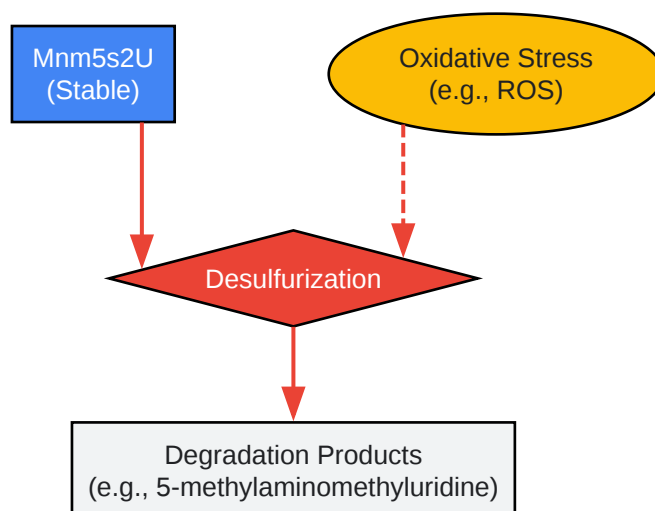 Mnm5s2U
(Stable)
Oxidative Stress
(e.g., ROS)
Desulfurization
Degradation Products
(e.g., 5-methylaminomethyluridine)